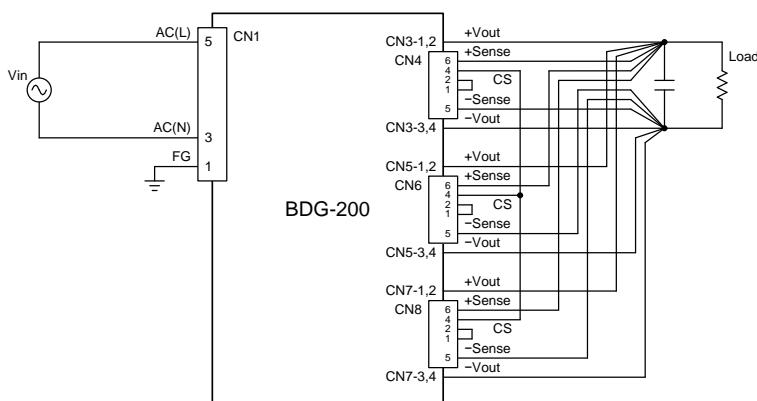 AC(L)
5
CN1
Vin
AC(N)
3
FG
1
BDG-200
CN3-1,2
+Vout
CN4
+Sense
6
4
2
CS
1
−Sense
5
CN3-3,4
−Vout
Load
CN5-1,2
+Vout
CN6
+Sense
6
4
2
CS
1
−Sense
5
CN5-3,4
−Vout
CN7-1,2
+Vout
CN8
+Sense
6
4
2
CS
1
−Sense
5
CN7-3,4
−Vout